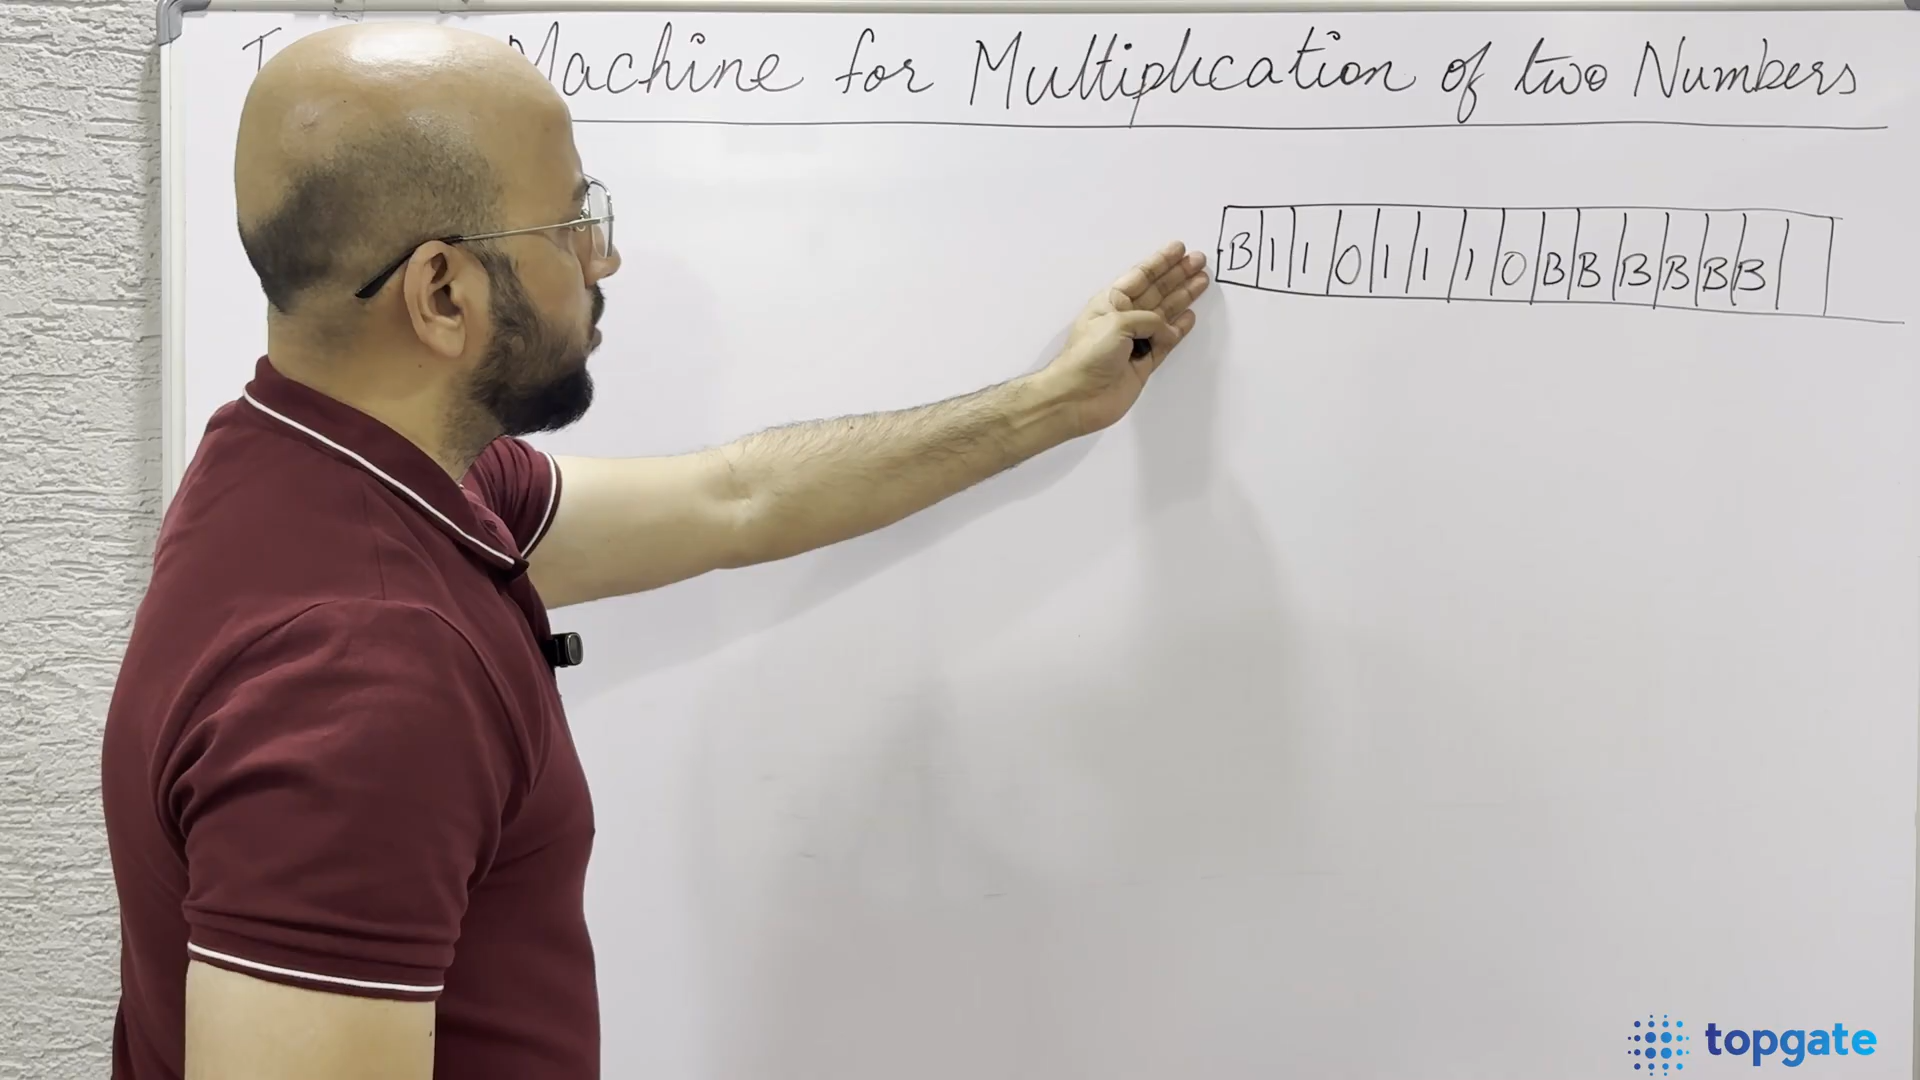 Machine for Multiplication of two Numbers
B 1 1 0 1 1 1 0 B B B B B B
topgate